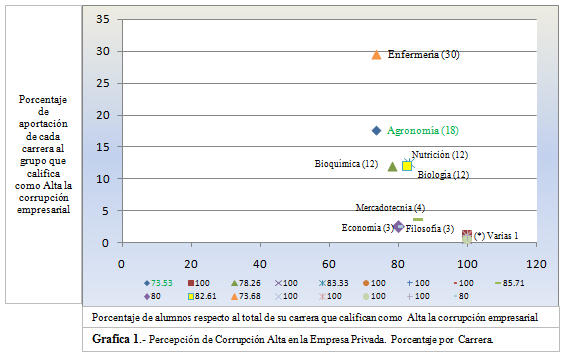 Porcentaje
de
aportación
de cada
carrera al
grupo que
califica
como Alta la
corrupción
empresarial
35
30
25
20
15
10
5
0
Enfermería (30)
Agronomía (18)
Nutrición (12)
Bioquímica (12)
Biología (12)
Mercadotecnia (4)
Economía (3)
Filosofía (3)
(*) Varias 1
0 20 40 60 80 100 120
73.53 100 78.26 100 83.33 100 100 100 85.71
80 82.61 73.68 100 100 100 100 80
Porcentaje de alumnos respecto al total de su carrera que califican como Alta la corrupción empresarial
Grafica 1.- Percepción de Corrupción Alta en la Empresa Privada. Porcentaje por Carrera.